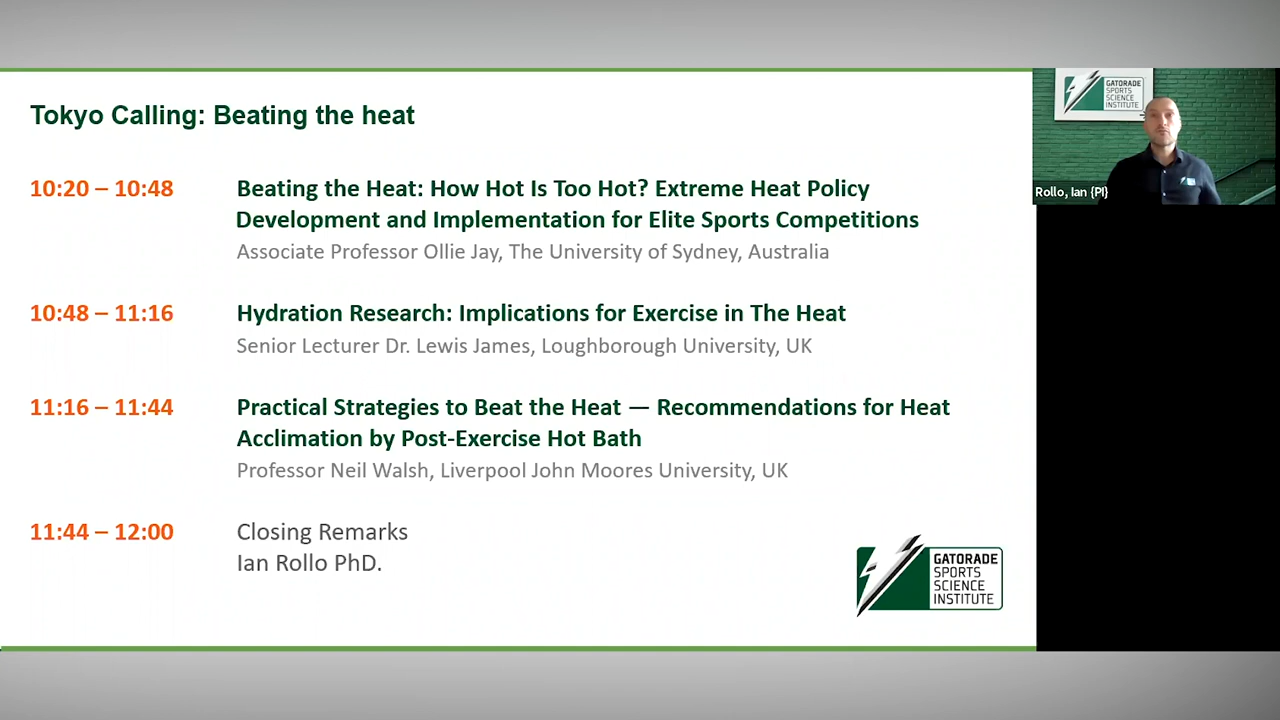 Tokyo Calling: Beating the heat
10:20 – 10:48
Beating the Heat: How Hot Is Too Hot? Extreme Heat Policy
Development and Implementation for Elite Sports Competitions
Associate Professor Ollie Jay, The University of Sydney, Australia
10:48 – 11:16
Hydration Research: Implications for Exercise in The Heat
Senior Lecturer Dr. Lewis James, Loughborough University, UK
11:16 – 11:44
Practical Strategies to Beat the Heat — Recommendations for Heat
Acclimation by Post-Exercise Hot Bath
Professor Neil Walsh, Liverpool John Moores University, UK
11:44 – 12:00
Closing Remarks
Ian Rollo PhD.
GATORADE
SPORTS
SCIENCE
INSTITUTE
GATORADE
SPORTS
SCIENCE
INSTITUTE
Rollo, Ian {PI}